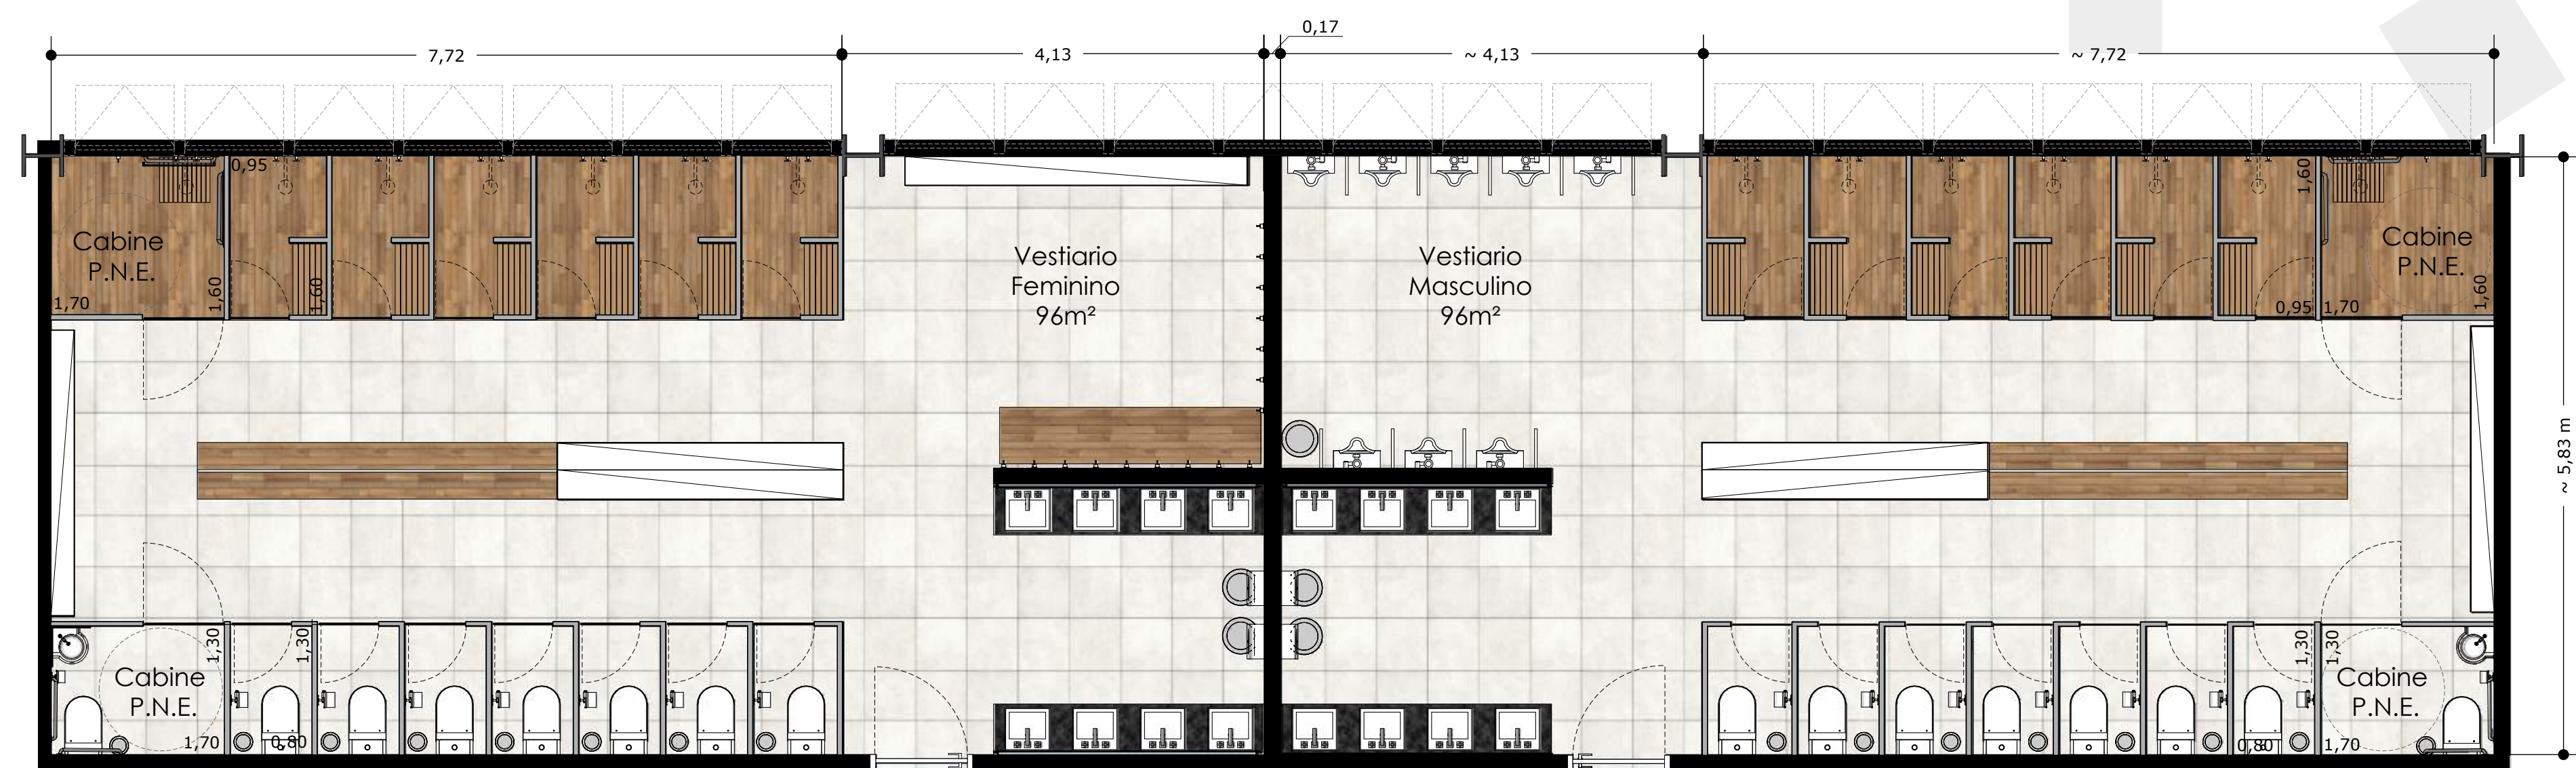 0,17
7,72
4,13
~ 4,13
~ 7,72
0,95
1,60
Cabine
P.N.E.
1,70
1,60
1,60
Vestiario
Feminino
96m²
Vestiario
Masculino
96m²
Cabine
P.N.E.
1,60
0,95
1,70
~ 5,83 m
1,30
1,30
Cabine
P.N.E.
1,70
0,80
1,30
1,30
Cabine
P.N.E.
0,80
1,70